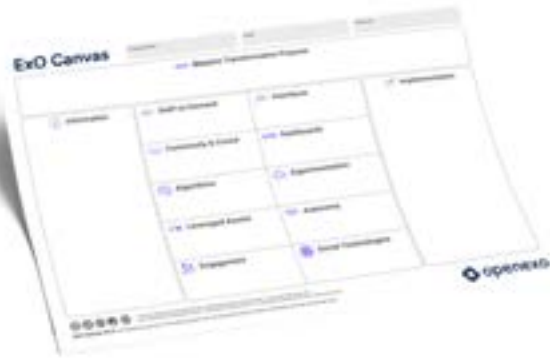 ExO Canvas
Massive Transformative Purpose
Information
Staff on Demand
Interfaces
Implementation
Community & Crowd
Dashboards
Algorithms
Experimentation
Leveraged Assets
Autonomy
Engagement
Social Technologies
openexo